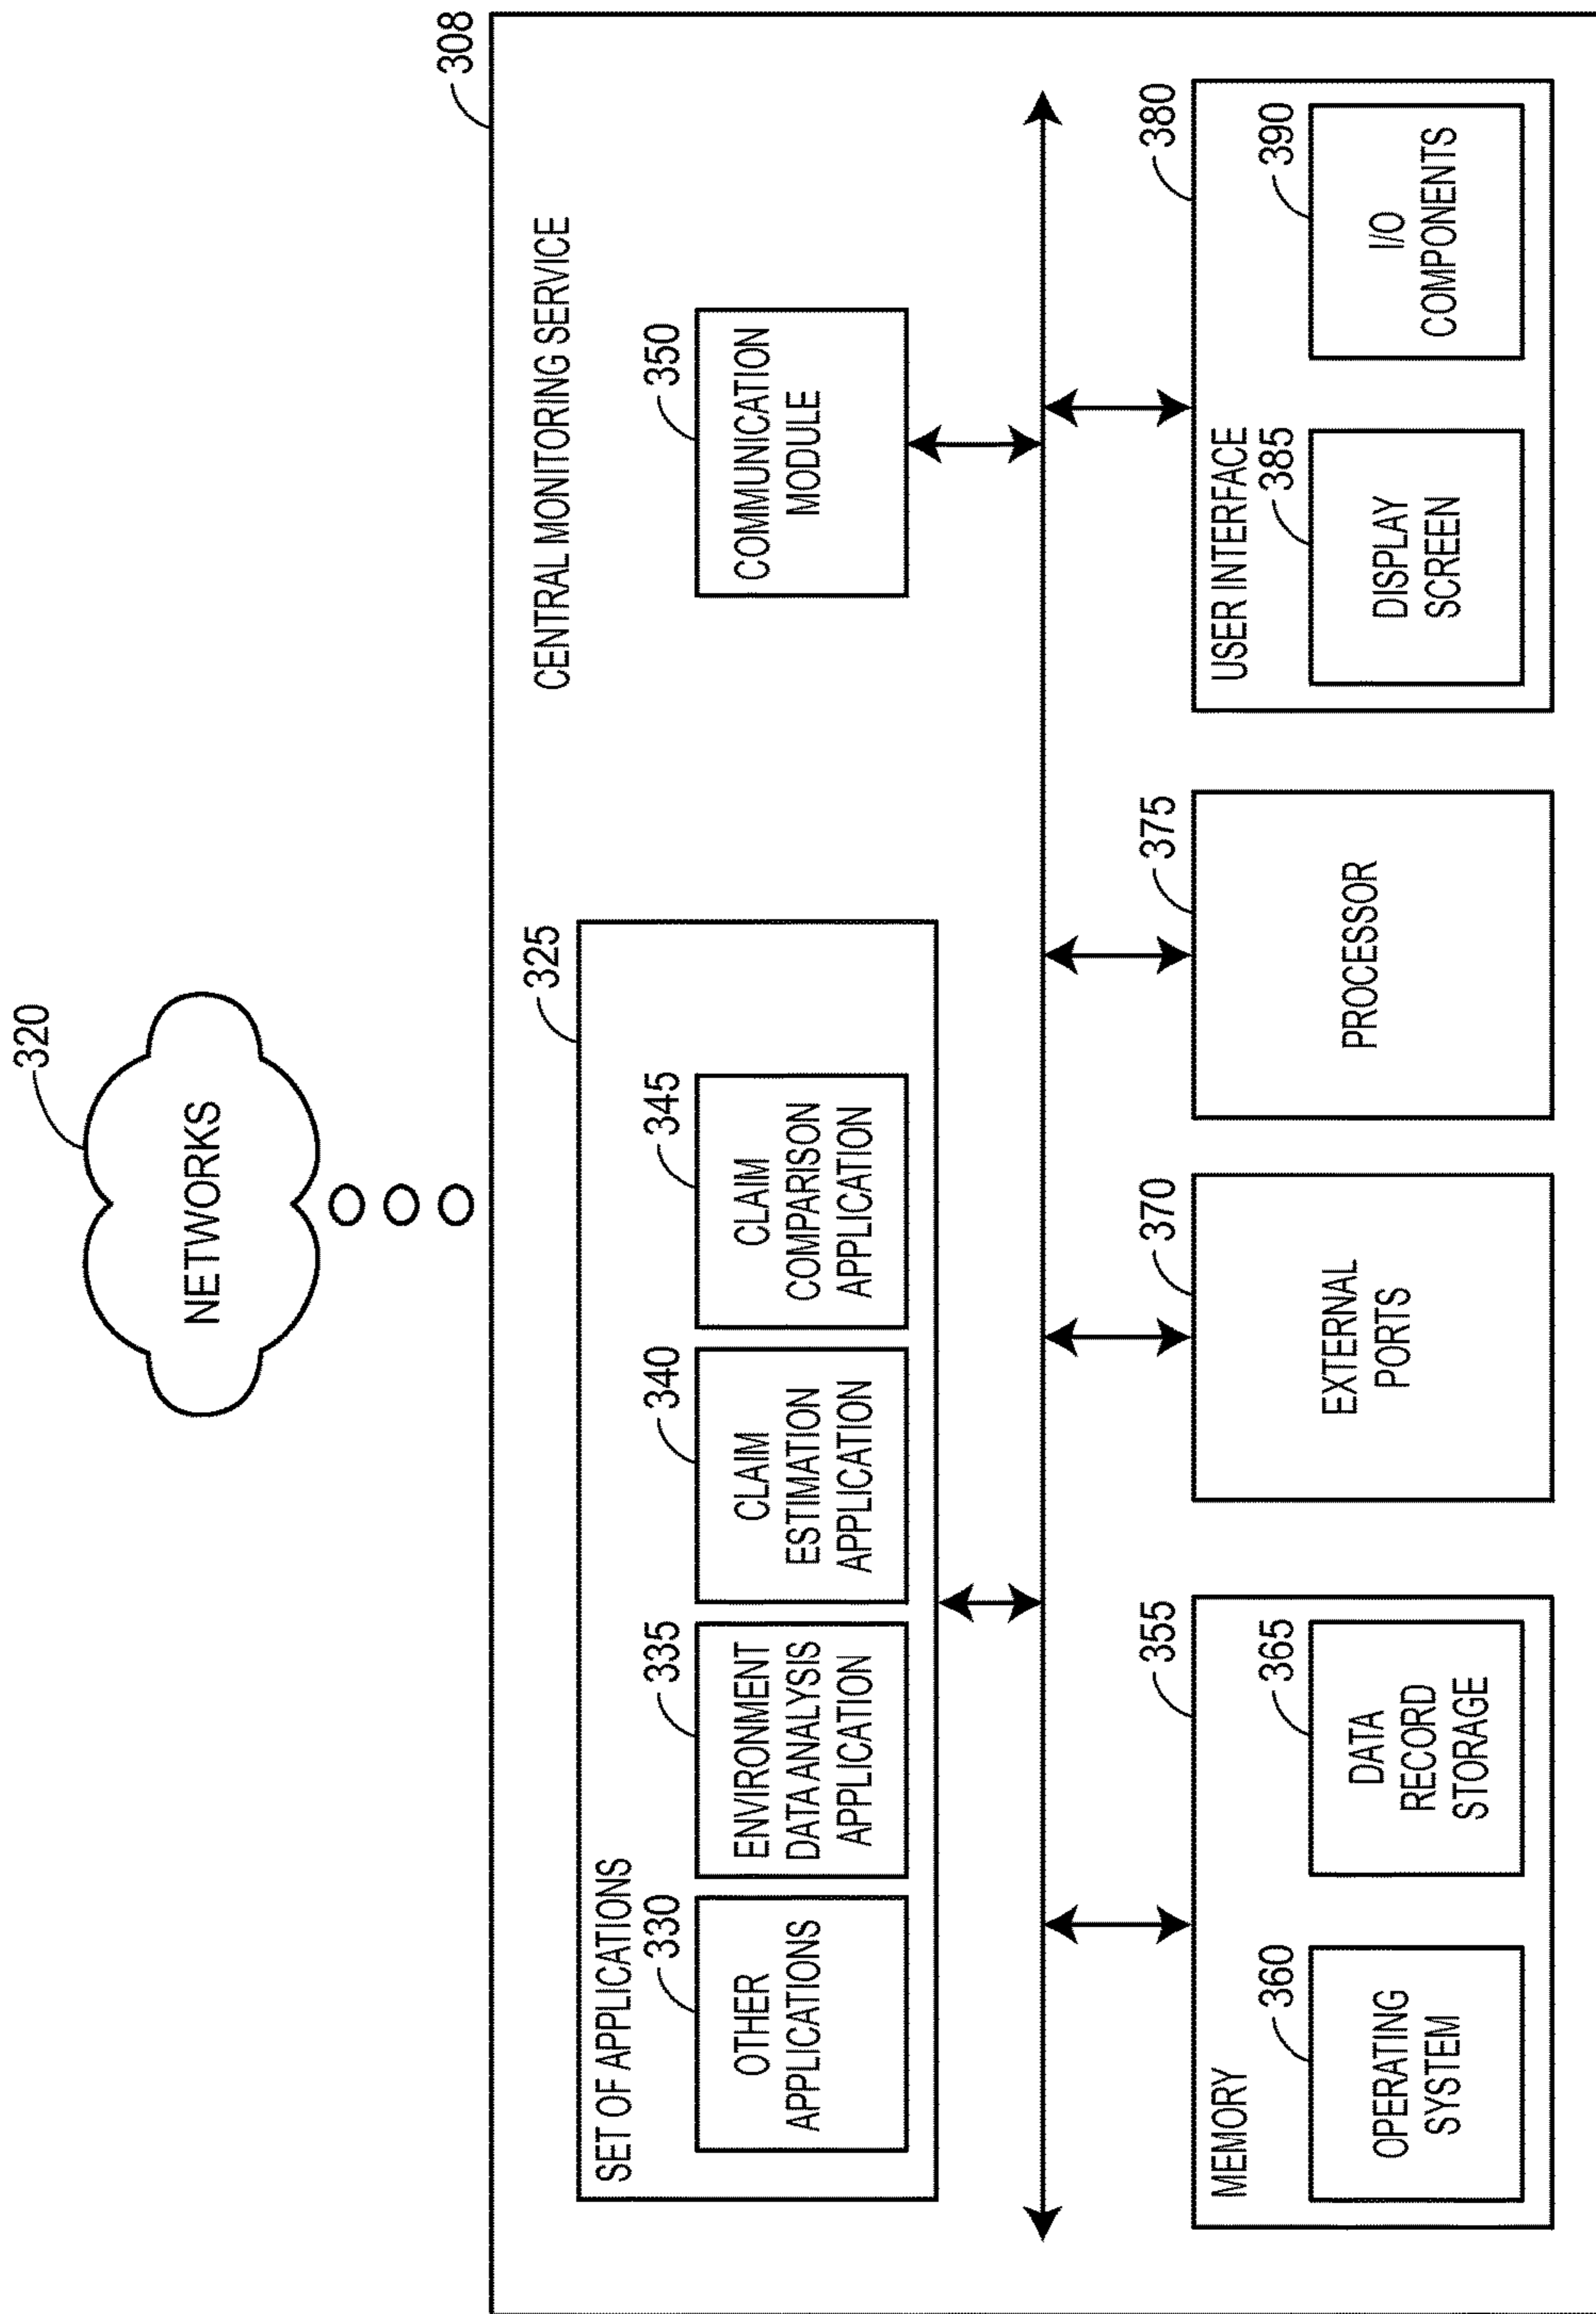 320
NETWORKS
308
CENTRAL MONITORING SERVICE
325
SET OF APPLICATIONS
330
OTHER
APPLICATIONS
335
ENVIRONMENT
DATA ANALYSIS
APPLICATION
340
CLAIM
ESTIMATION
APPLICATION
345
CLAIM
COMPARISON
APPLICATION
350
COMMUNICATION
MODULE
355
MEMORY
360
OPERATING
SYSTEM
365
DATA
RECORD
STORAGE
370
EXTERNAL
PORTS
375
PROCESSOR
380
USER INTERFACE
385
DISPLAY
SCREEN
390
I/O
COMPONENTS